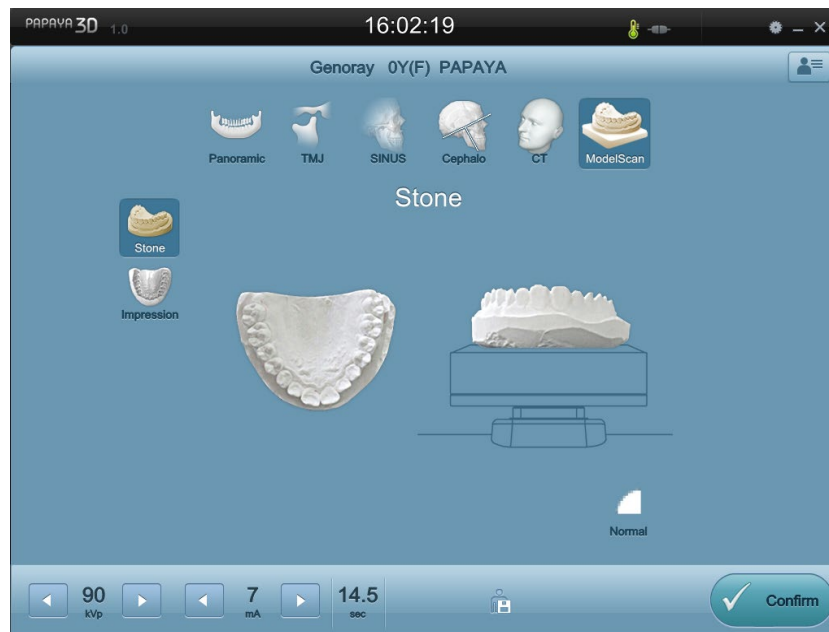 PAPAYA 3D 1.0 16:02:19
Genoray 0Y(F) PAPAYA
Panoramic TMJ SINUS Cephalo CT ModelScan
Stone
Stone
Impression
Normal
90 7 14.5
kVp mA sec
Confirm